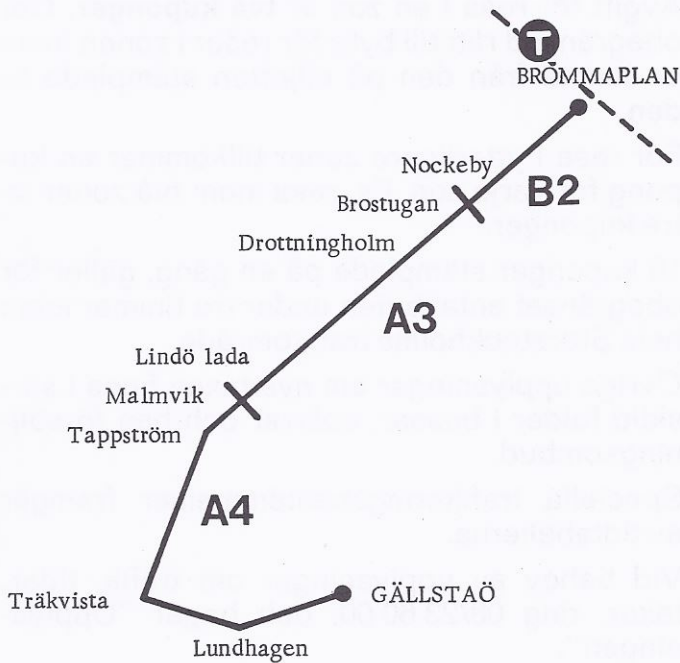 T
BROMMAPLAN
Nockeby
B2
Brostugan
Drottningholm
A3
Lindö lada
Malmvik
Tappström
A4
Träkvista
GÄLLSTAÖ
Lundhagen